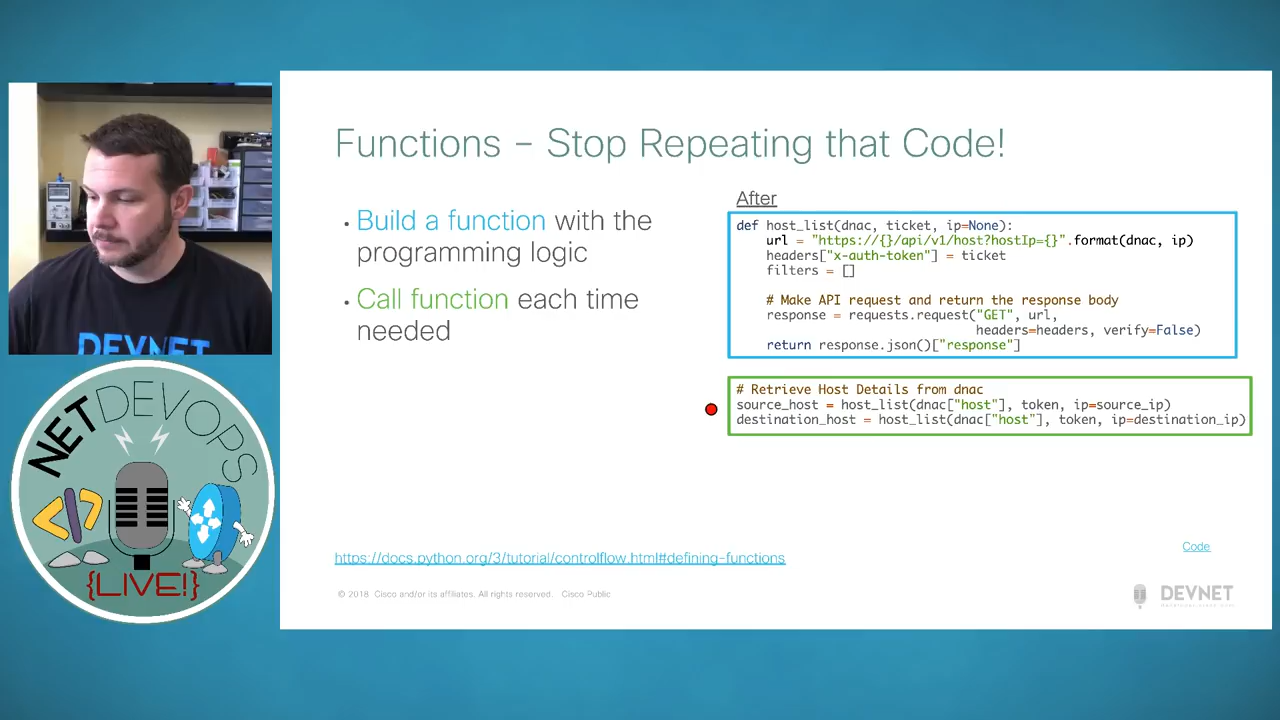 Functions – Stop Repeating that Code!
• Build a function with the
programming logic
• Call function each time
needed
After
def host_list(dnac, ticket, ip=None):
    url = "https://{}/api/v1/host?hostIp={}".format(dnac, ip)
    headers["x-auth-token"] = ticket
    filters = []
    # Make API request and return the response body
    response = requests.request("GET", url,
                                headers=headers, verify=False)
    return response.json()["response"]
# Retrieve Host Details from dnac
source_host = host_list(dnac["host"], token, ip=source_ip)
destination_host = host_list(dnac["host"], token, ip=destination_ip)
Code
https://docs.python.org/3/tutorial/controlflow.html#defining-functions
© 2018 Cisco and/or its affiliates. All rights reserved. Cisco Public
DEVNET
DEVNET
NETDEVOPS
{LIVE!}